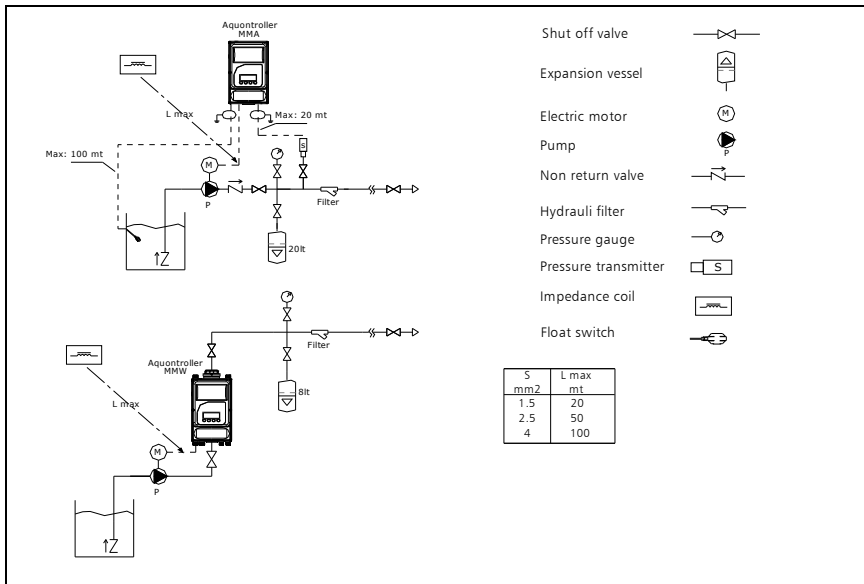 Aquontroller
MMA
L max
Max: 20 mt
Max: 100 mt
S
M
P
Filter
20lt
Aquontroller
MMW
L max
Filter
8lt
M
P
Shut off valve
Expansion vessel
Electric motor
M
Pump
P
Non return valve
Hydrauli filter
Pressure gauge
Pressure transmitter
S
Impedance coil
Float switch
S L max
mm2 mt
1.5 20
2.5 50
4 100